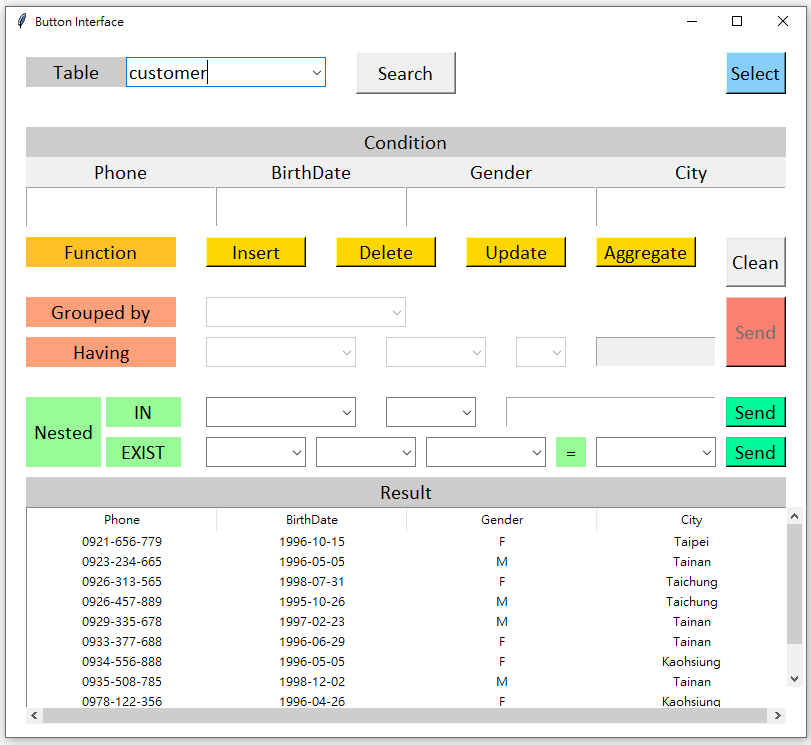 Button Interface
Table customer Search Select
Condition
Phone BirthDate Gender City
Function Insert Delete Update Aggregate Clean
Grouped by
Having Send
Nested IN Send
EXIST = Send
Result
Phone BirthDate Gender City
0921-656-779 1996-10-15 F Taipei
0923-234-665 1996-05-05 M Tainan
0926-313-565 1998-07-31 F Taichung
0926-457-889 1995-10-26 M Taichung
0929-335-678 1997-02-23 M Tainan
0933-377-688 1996-06-29 F Tainan
0934-556-888 1996-05-05 F Kaohsiung
0935-508-785 1998-12-02 M Tainan
0978-122-356 1996-04-26 F Kaohsiung